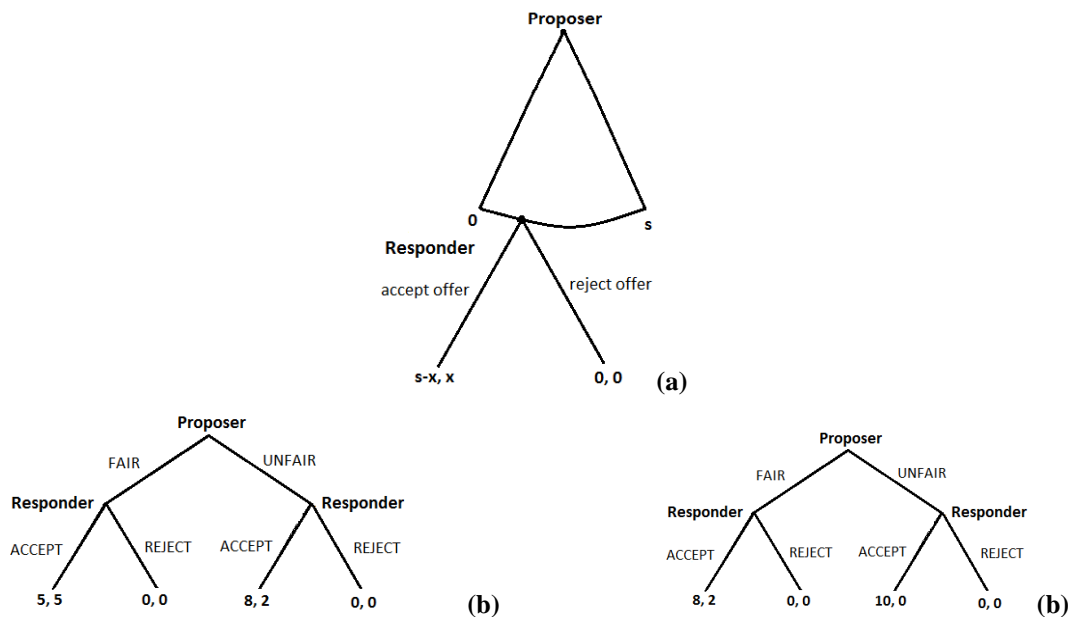 Proposer
0
s
Responder
accept offer
reject offer
s-x, x
0, 0
(a)
Proposer
FAIR
UNFAIR
Responder
Responder
ACCEPT
REJECT
ACCEPT
REJECT
5, 5
0, 0
8, 2
0, 0
(b)
Proposer
FAIR
UNFAIR
Responder
Responder
ACCEPT
REJECT
ACCEPT
REJECT
8, 2
0, 0
10, 0
0, 0
(b)